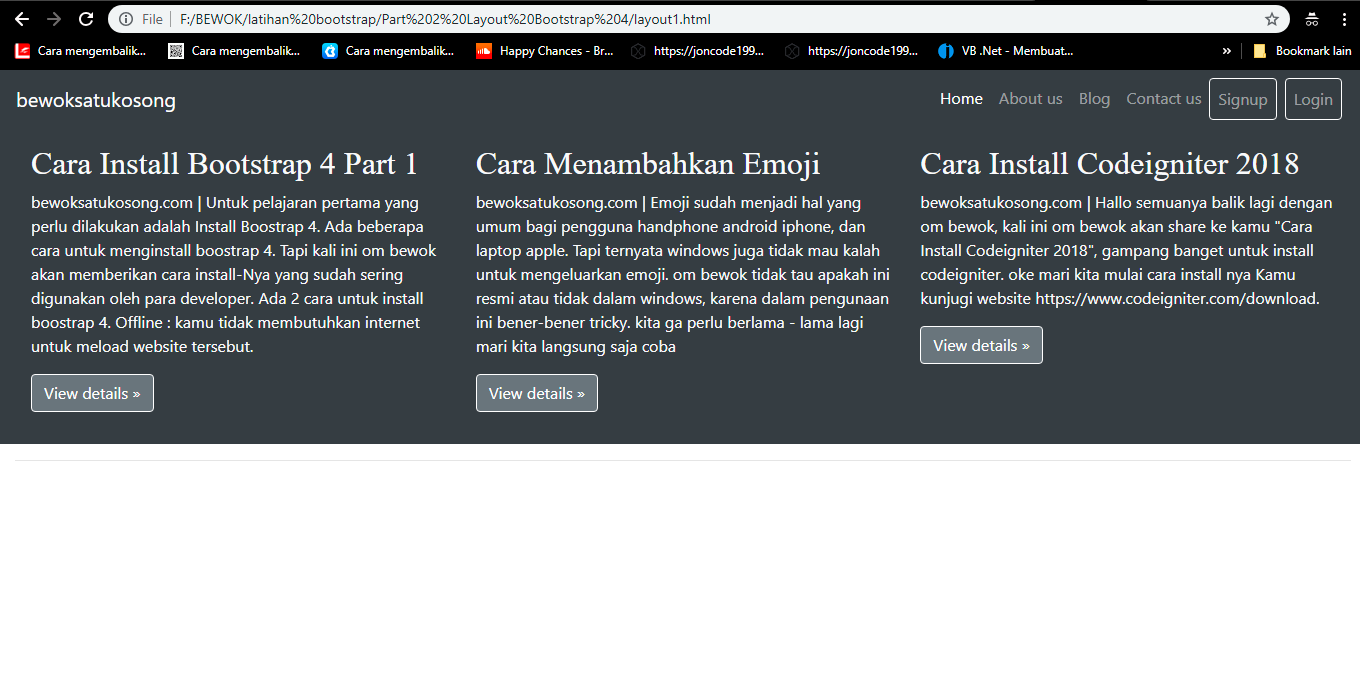 File | F:/BEWOK/latihan%20bootstrap/Part%202%20Layout%20Bootstrap%204/layout1.html
Cara mengembalik... Cara mengembalik... Cara mengembalik... Happy Chances - Br... https://joncode199... https://joncode199... VB .Net - Membuat... » Bookmark lain
bewoksatukosong Home About us Blog Contact us Signup Login
Cara Install Bootstrap 4 Part 1
bewoksatukosong.com | Untuk pelajaran pertama yang
perlu dilakukan adalah Install Boostrap 4. Ada beberapa
cara untuk menginstall boostrap 4. Tapi kali ini om bewok
akan memberikan cara install-Nya yang sudah sering
digunakan oleh para developer. Ada 2 cara untuk install
boostrap 4. Offline : kamu tidak membutuhkan internet
untuk meload website tersebut.
View details »
Cara Menambahkan Emoji
bewoksatukosong.com | Emoji sudah menjadi hal yang
umum bagi pengguna handphone android iphone, dan
laptop apple. Tapi ternyata windows juga tidak mau kalah
untuk mengeluarkan emoji. om bewok tidak tau apakah ini
resmi atau tidak dalam windows, karena dalam pengunaan
ini bener-bener tricky. kita ga perlu berlama - lama lagi
mari kita langsung saja coba
View details »
Cara Install Codeigniter 2018
bewoksatukosong.com | Hallo semuanya balik lagi dengan
om bewok, kali ini om bewok akan share ke kamu "Cara
Install Codeigniter 2018", gampang banget untuk install
codeigniter. oke mari kita mulai cara install nya Kamu
kunjugi website https://www.codeigniter.com/download.
View details »